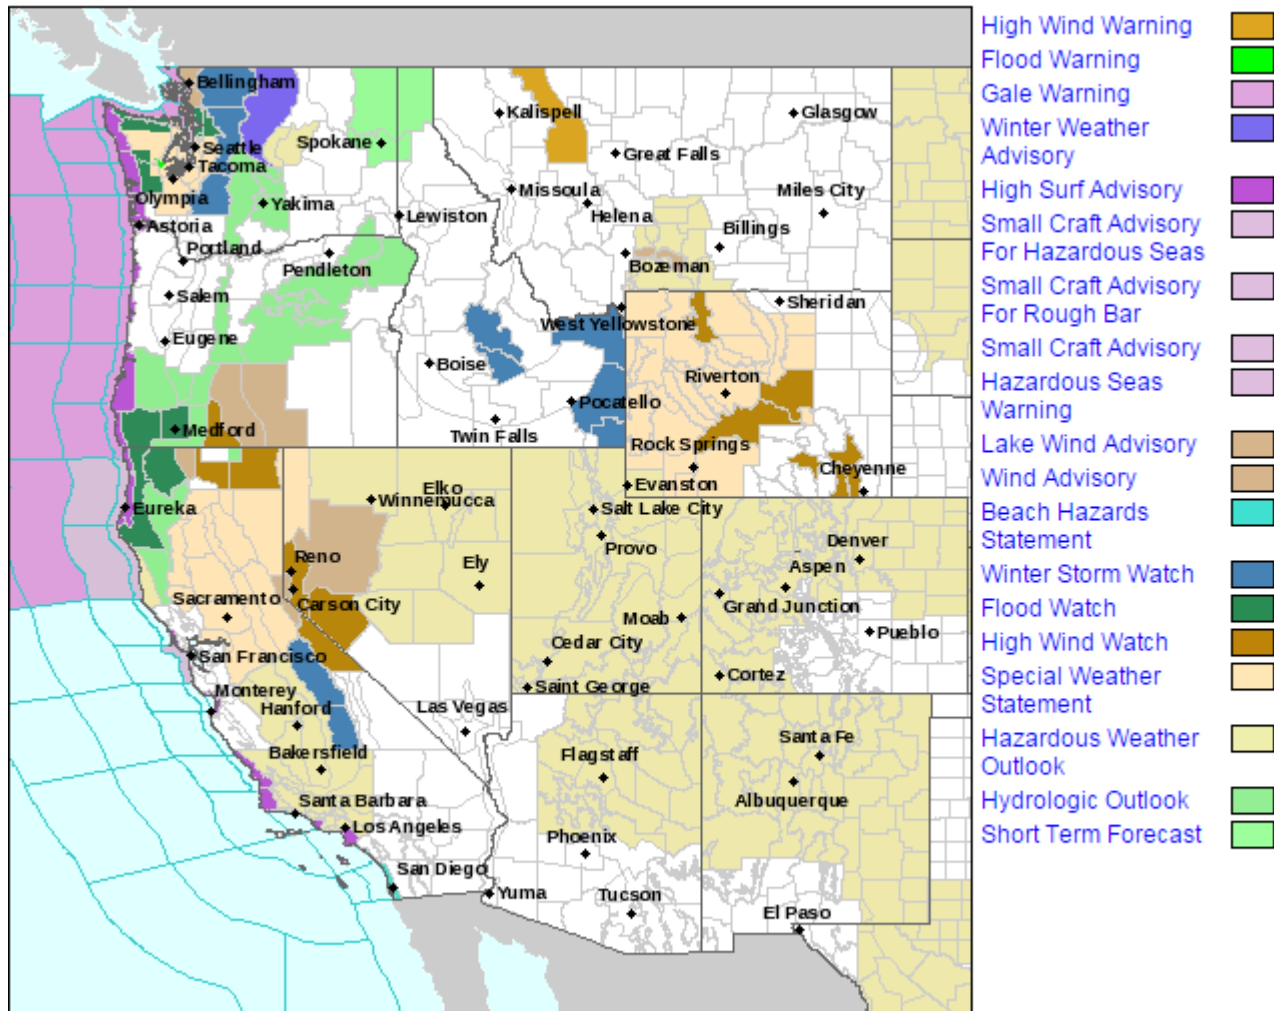 High Wind Warning
Flood Warning
Gale Warning
Winter Weather
Advisory
High Surf Advisory
Small Craft Advisory
For Hazardous Seas
Small Craft Advisory
For Rough Bar
Small Craft Advisory
Hazardous Seas
Warning
Lake Wind Advisory
Wind Advisory
Beach Hazards
Statement
Winter Storm Watch
Flood Watch
High Wind Watch
Special Weather
Statement
Hazardous Weather
Outlook
Hydrologic Outlook
Short Term Forecast
Bellingham
Kalispell
Glasgow
Seattle
Spokane
Great Falls
Tacoma
Olympia
Missoula
Miles City
Yakima
Lewiston
Helena
Astoria
Billings
Portland
Pendleton
Bozeman
Salem
Sheridan
West Yellowstone
Eugene
Boise
Riverton
Pocatello
Medford
Twin Falls
Rock Springs
Cheyenne
Evanston
Elko
Winnemucca
Eureka
Salt Lake City
Provo
Denver
Reno
Ely
Aspen
Sacramento
Carson City
Grand Junction
Moab
Pueblo
San Francisco
Cedar City
Cortez
Saint George
Monterey
Hanford
Las Vegas
Bakersfield
Flagstaff
Santa Fe
Santa Barbara
Albuquerque
Los Angeles
Phoenix
San Diego
Yuma
Tucson
El Paso